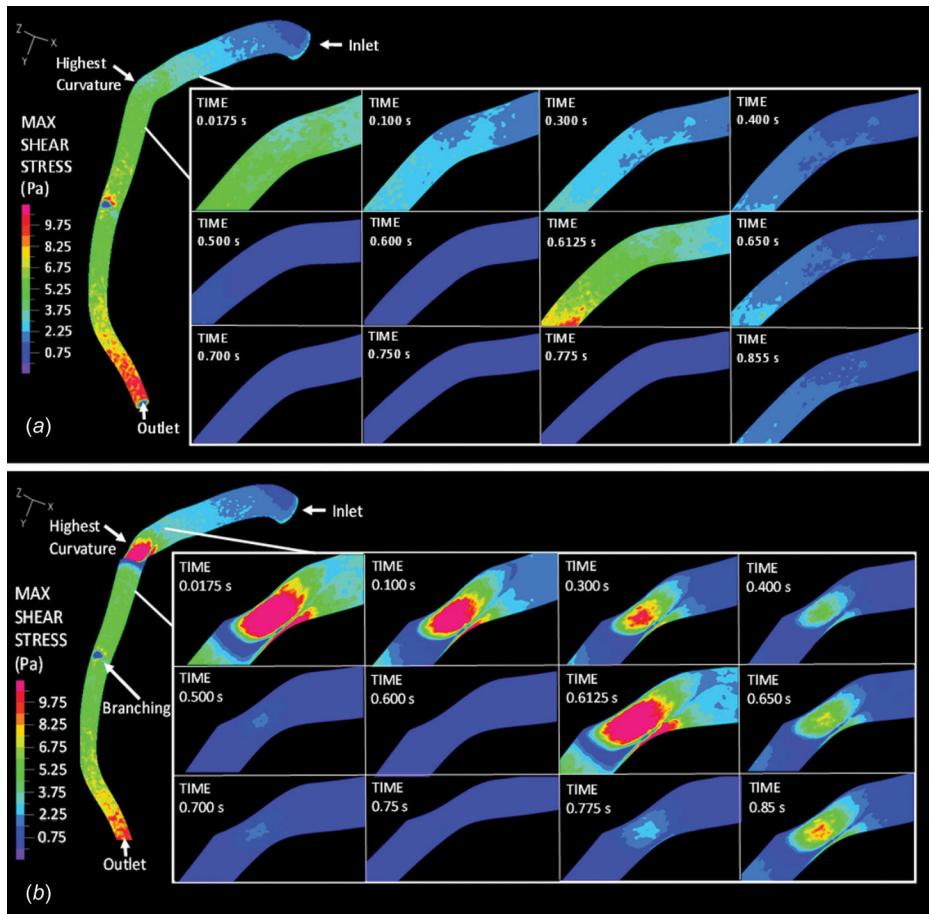 Z
X
Y
Inlet
Highest
Curvature
MAX
SHEAR
STRESS
(Pa)
9.75
8.25
6.75
5.25
3.75
2.25
0.75
Outlet
(a)
TIME
0.0175 s
TIME
0.100 s
TIME
0.300 s
TIME
0.400 s
TIME
0.500 s
TIME
0.600 s
TIME
0.6125 s
TIME
0.650 s
TIME
0.700 s
TIME
0.750 s
TIME
0.775 s
TIME
0.855 s
Z
X
Y
Inlet
Highest
Curvature
MAX
SHEAR
STRESS
(Pa)
9.75
8.25
6.75
5.25
3.75
2.25
0.75
Branching
Outlet
(b)
TIME
0.0175 s
TIME
0.100 s
TIME
0.300 s
TIME
0.400 s
TIME
0.500 s
TIME
0.600 s
TIME
0.6125 s
TIME
0.650 s
TIME
0.700 s
TIME
0.75 s
TIME
0.775 s
TIME
0.85 s